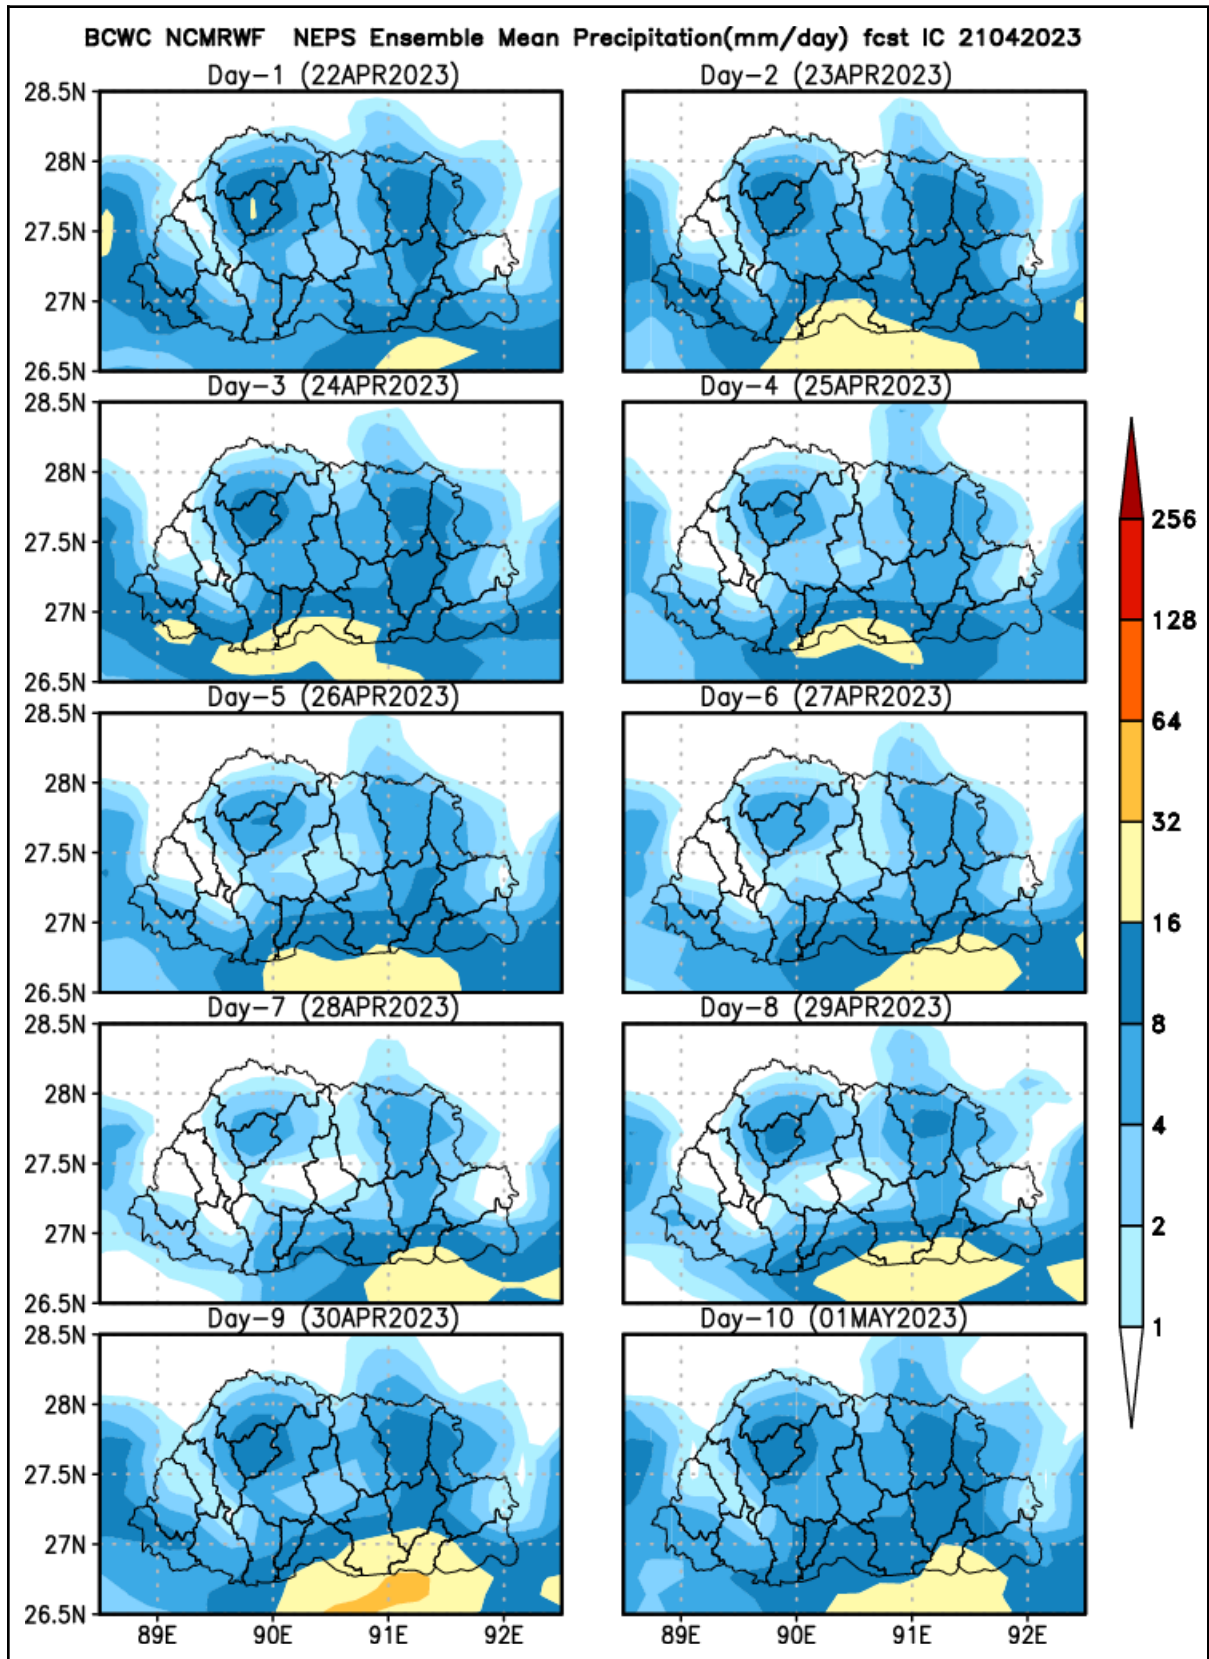 BCWC NCMRWF NEPS Ensemble Mean Precipitation(mm/day) fcst IC 21042023
Day-1 (22APR2023) Day-2 (23APR2023)
28.5N
28N
27.5N
27N
26.5N
Day-3 (24APR2023) Day-4 (25APR2023)
28.5N
28N
27.5N
27N
26.5N
Day-5 (26APR2023) Day-6 (27APR2023)
28.5N
28N
27.5N
27N
26.5N
Day-7 (28APR2023) Day-8 (29APR2023)
28.5N
28N
27.5N
27N
26.5N
Day-9 (30APR2023) Day-10 (01MAY2023)
28.5N
28N
27.5N
27N
26.5N
89E 90E 91E 92E 89E 90E 91E 92E
256
128
64
32
16
8
4
2
1